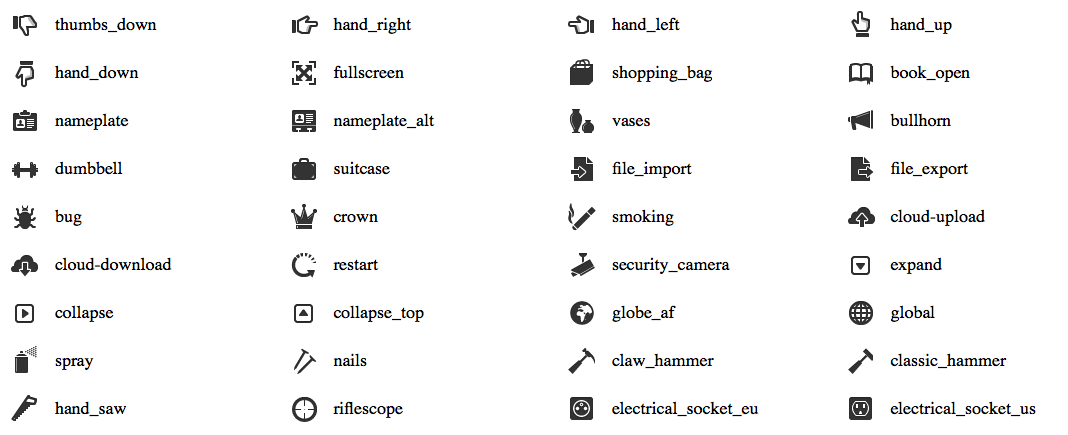 thumbs_down hand_right hand_left hand_up
hand_down fullscreen shopping_bag book_open
nameplate nameplate_alt vases bullhorn
dumbbell suitcase file_import file_export
bug crown smoking cloud-upload
cloud-download restart security_camera expand
collapse collapse_top globe_af global
spray nails claw_hammer classic_hammer
hand_saw riflescope electrical_socket_eu electrical_socket_us